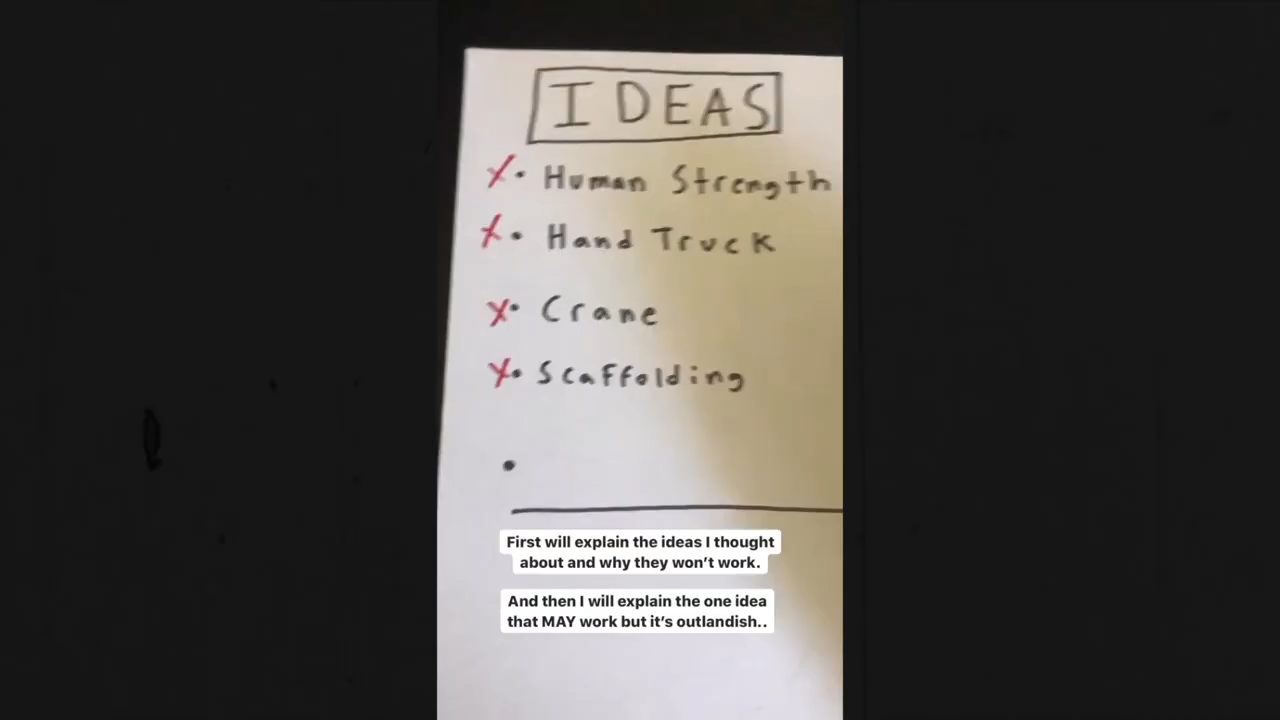 IDEAS
X • Human Strength
X • Hand Truck
X • Crane
X • Scaffolding
•
First will explain the ideas I thought
about and why they won’t work.
And then I will explain the one idea
that MAY work but it’s outlandish..